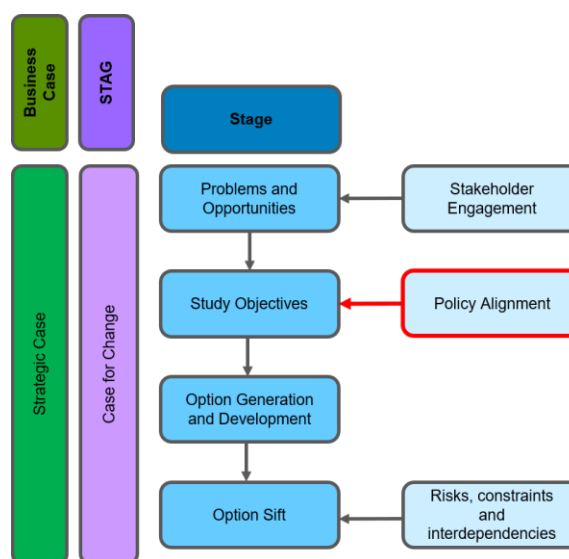 Business
Case
STAG
Stage
Strategic Case
Case for Change
Problems and
Opportunities
Stakeholder
Engagement
Study Objectives
Policy Alignment
Option Generation
and Development
Option Sift
Risks, constraints
and
interdependencies